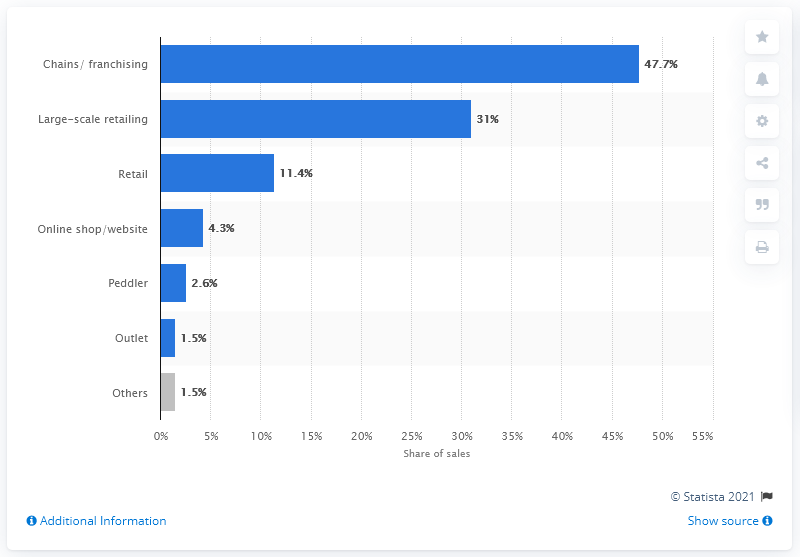 Chains/ franchising 47.7%
Large-scale retailing 31%
Retail 11.4%
Online shop/website 4.3%
Peddler 2.6%
Outlet 1.5%
Others 1.5%
0% 5% 10% 15% 20% 25% 30% 35% 40% 45% 50% 55%
Share of sales
© Statista 2021
Additional Information Show source